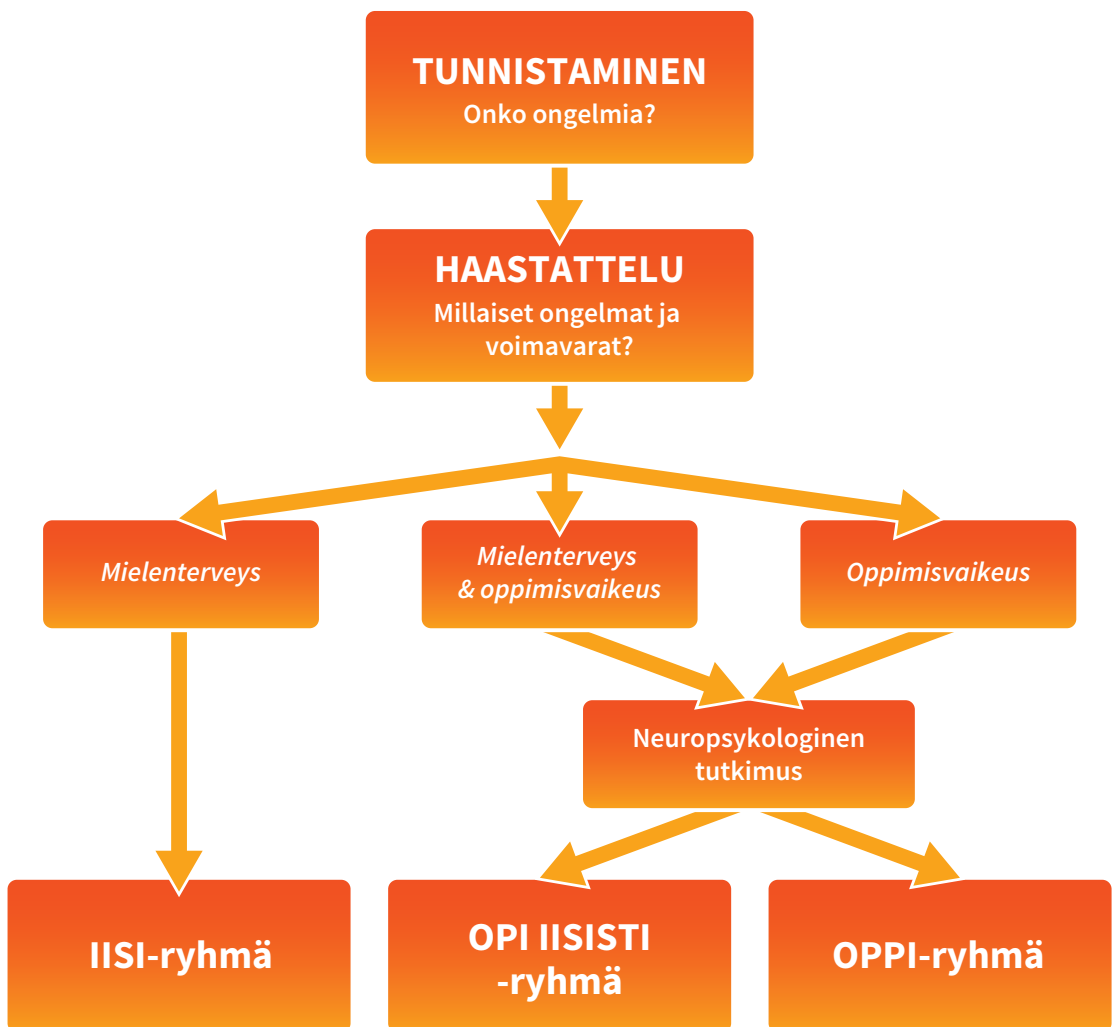 TUNNISTAMINEN
Onko ongelmia?
HAASTATTELU
Millaiset ongelmat ja
voimavarat?
Mielenterveys
Mielenterveys
& oppimisvaikeus
Oppimisvaikeus
Neuropsykologinen
tutkimus
IISI-ryhmä
OPI IISISTI
-ryhmä
OPPI-ryhmä